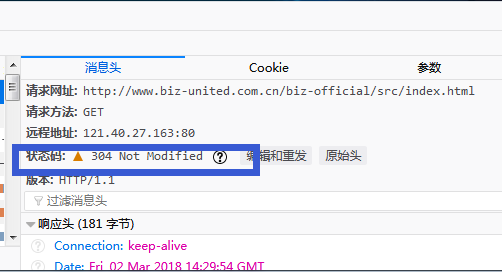 消息头 Cookie 参数
请求网址: http://www.biz-united.com.cn/biz-official/src/index.html
请求方法: GET
远程地址: 121.40.27.163:80
状态码: 304 Not Modified 编辑和重发 原始头
版本: HTTP/1.1
过滤消息头
响应头 (181 字节)
Connection: keep-alive
Date: Fri, 02 Mar 2018 14:29:54 GMT